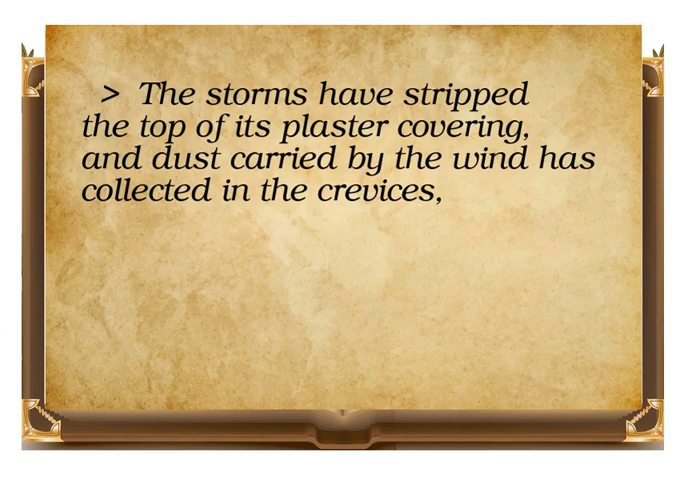 > The storms have stripped
the top of its plaster covering,
and dust carried by the wind has
collected in the crevices,